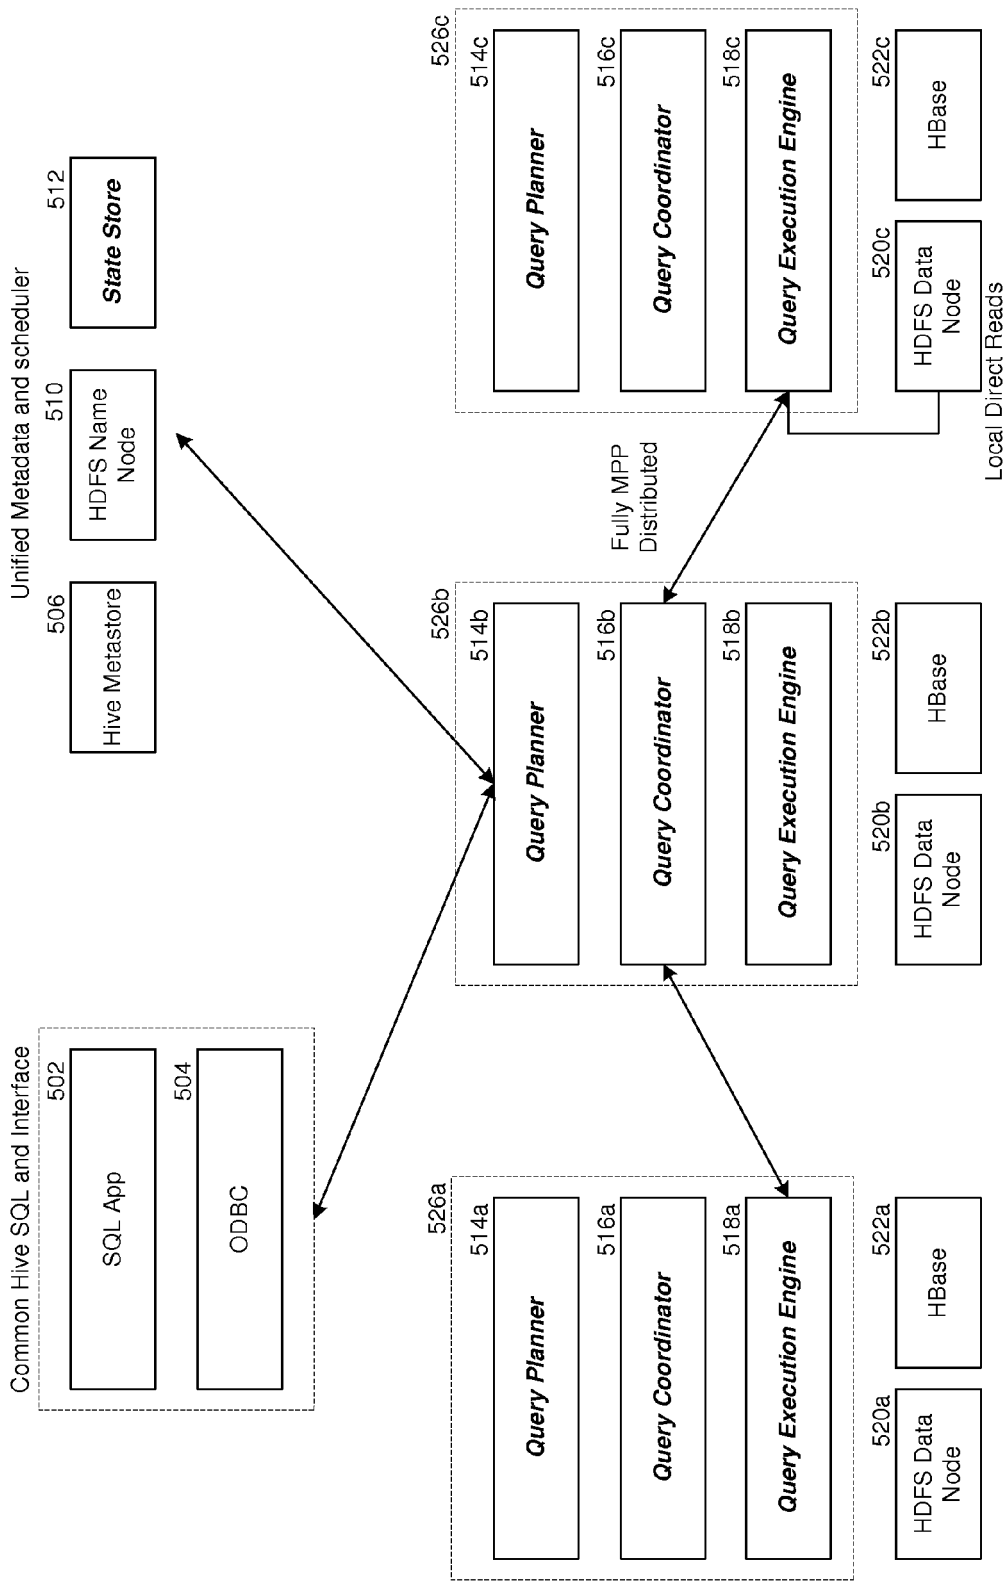 Common Hive SQL and Interface
502
SQL App
504
ODBC
Unified Metadata and scheduler
506
Hive Metastore
510
HDFS Name
Node
512
State Store
526a
514a
Query Planner
516a
Query Coordinator
518a
Query Execution Engine
520a
HDFS Data
Node
522a
HBase
526b
514b
Query Planner
516b
Query Coordinator
518b
Query Execution Engine
520b
HDFS Data
Node
522b
HBase
Fully MPP
Distributed
526c
514c
Query Planner
516c
Query Coordinator
518c
Query Execution Engine
520c
HDFS Data
Node
522c
HBase
Local Direct Reads